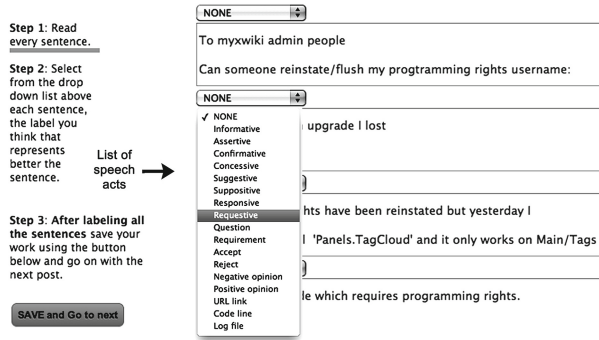 Step 1: Read
every sentence.
Step 2: Select
from the drop
down list above
each sentence,
the label you
think that
represents
better the
sentence.
List of
speech
acts
Step 3: After labeling all
the sentences save your
work using the button
below and go on with the
next post.
SAVE and Go to next
NONE
To myxwiki admin people
Can someone reinstate/flush my progtramming rights username:
NONE
✓ NONE
Informative
Assertive
Confirmative
Concessive
Suggestive
Suppositive
Responsive
Requestive
Question
Requirement
Accept
Reject
Negative opinion
Positive opinion
URL link
Code line
Log file
upgrade I lost
hts have been reinstated but yesterday I
'Panels.TagCloud' and it only works on Main/Tags
le which requires programming rights.